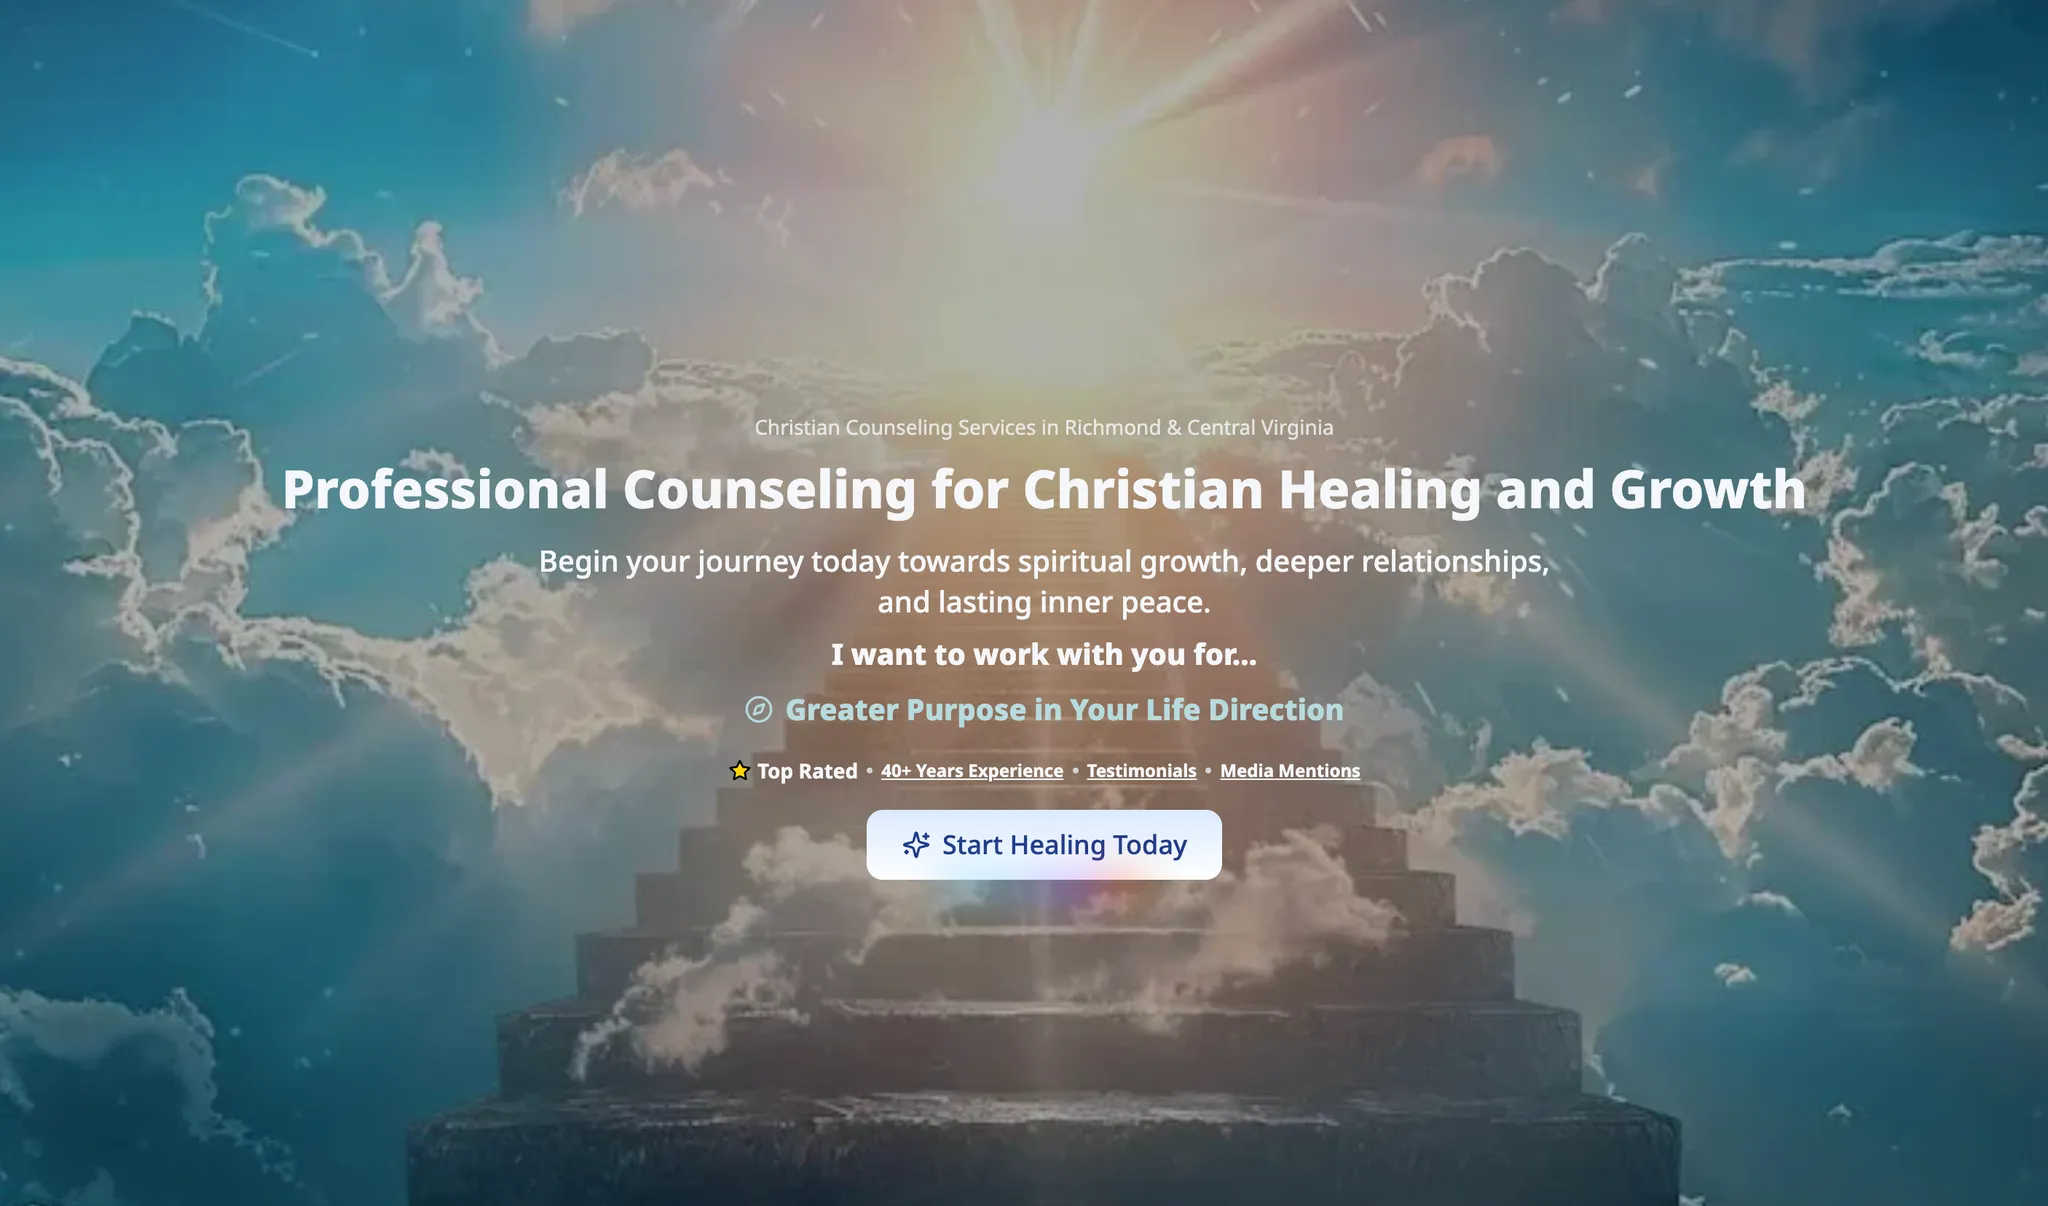 Christian Counseling Services in Richmond & Central Virginia
Professional Counseling for Christian Healing and Growth
Begin your journey today towards spiritual growth, deeper relationships,
and lasting inner peace.
I want to work with you for...
Greater Purpose in Your Life Direction
Top Rated • 40+ Years Experience • Testimonials • Media Mentions
Start Healing Today